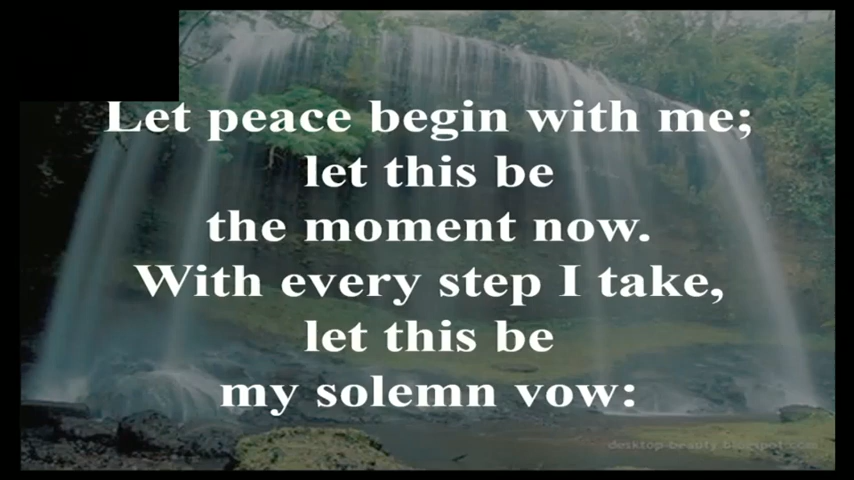 Let peace begin with me;
let this be
the moment now.
With every step I take,
let this be
my solemn vow:
desktop-beauty.blogspot.com